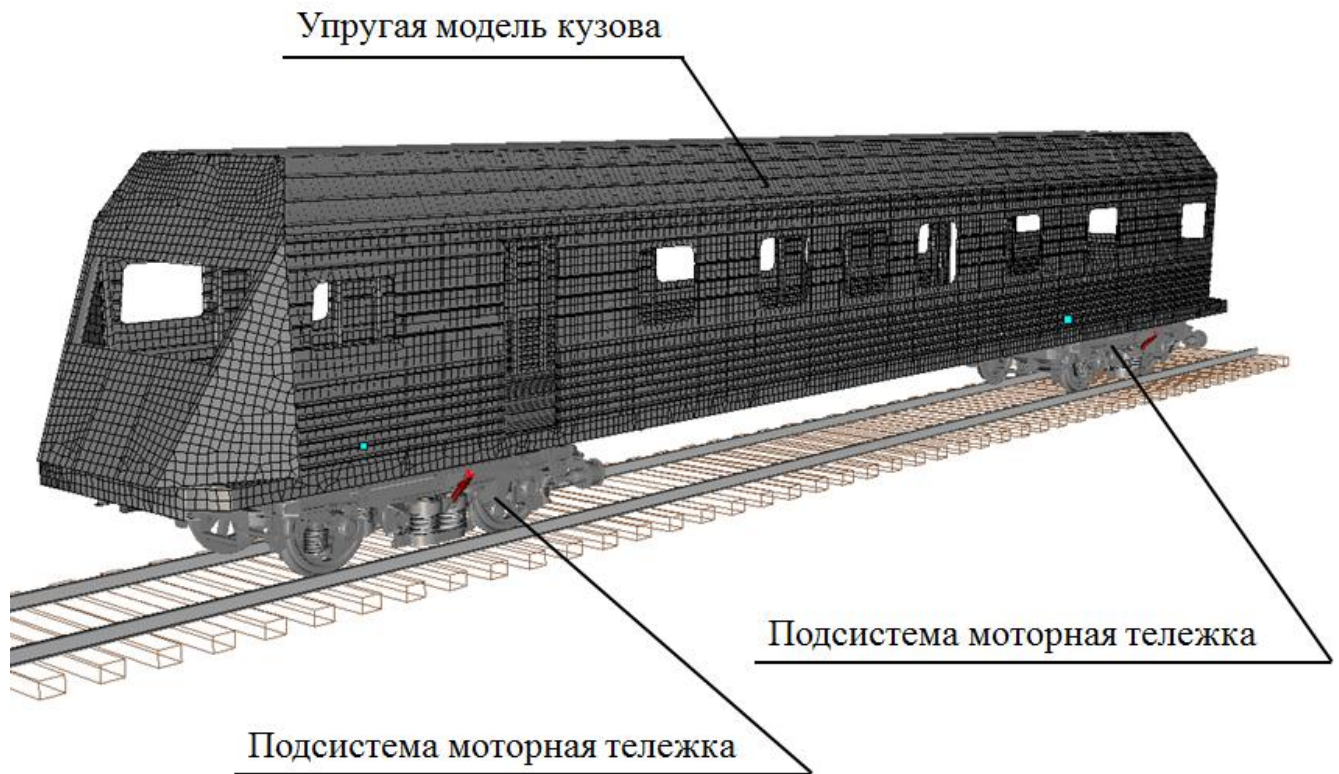 Упругая модель кузова
Подсистема моторная тележка
Подсистема моторная тележка